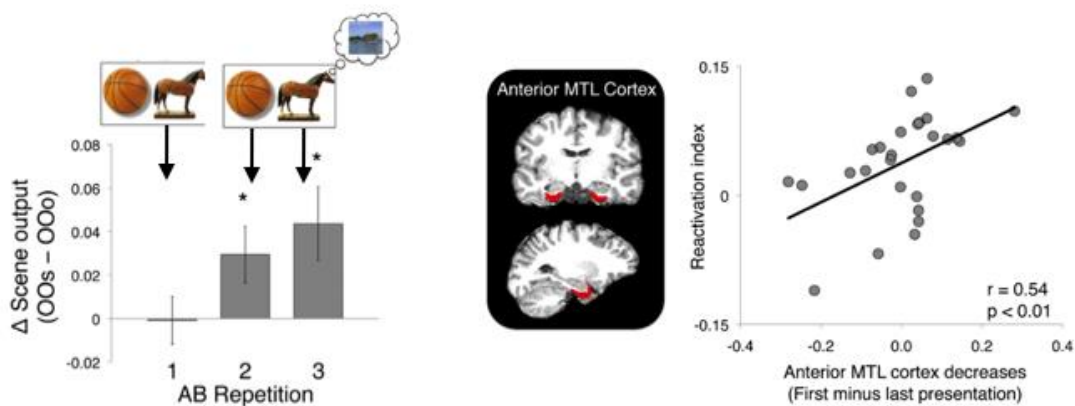 0.08
0.06
0.04
0.02
0
-0.02
*
*
1 2 3
AB Repetition
Δ Scene output
(OOs – OOo)
Anterior MTL Cortex
0.15
0
-0.15
Reactivation index
r = 0.54
p < 0.01
-0.4 -0.2 0.0 0.2 0.4
Anterior MTL cortex decreases
(First minus last presentation)